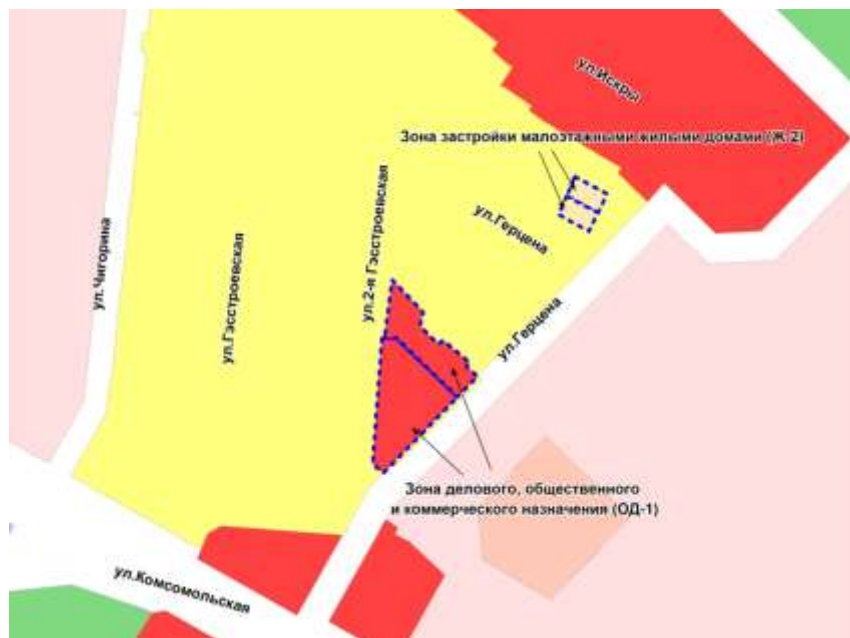 ул.Искры
Зона застройки малоэтажными жилыми домами (Ж.2)
ул.Чигорина
ул.Гэсстроевская
ул.2-я Гэсстроевская
ул.Герцена
ул.Герцена
Зона делового, общественного
и коммерческого назначения (ОД-1)
ул.Комсомольская